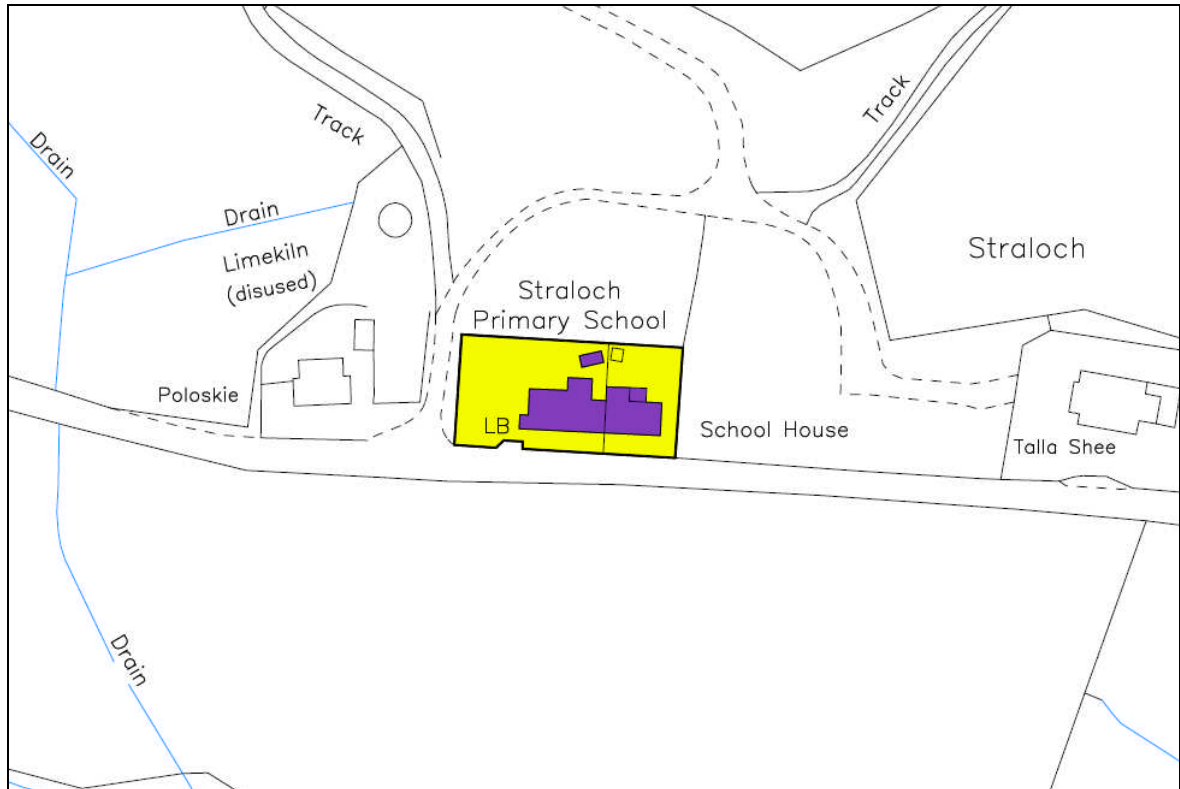 Track
Track
Drain
Drain
Limekiln
(disused)
Straloch
Straloch
Primary School
Poloskie
LB
School House
Talla Shee
Drain